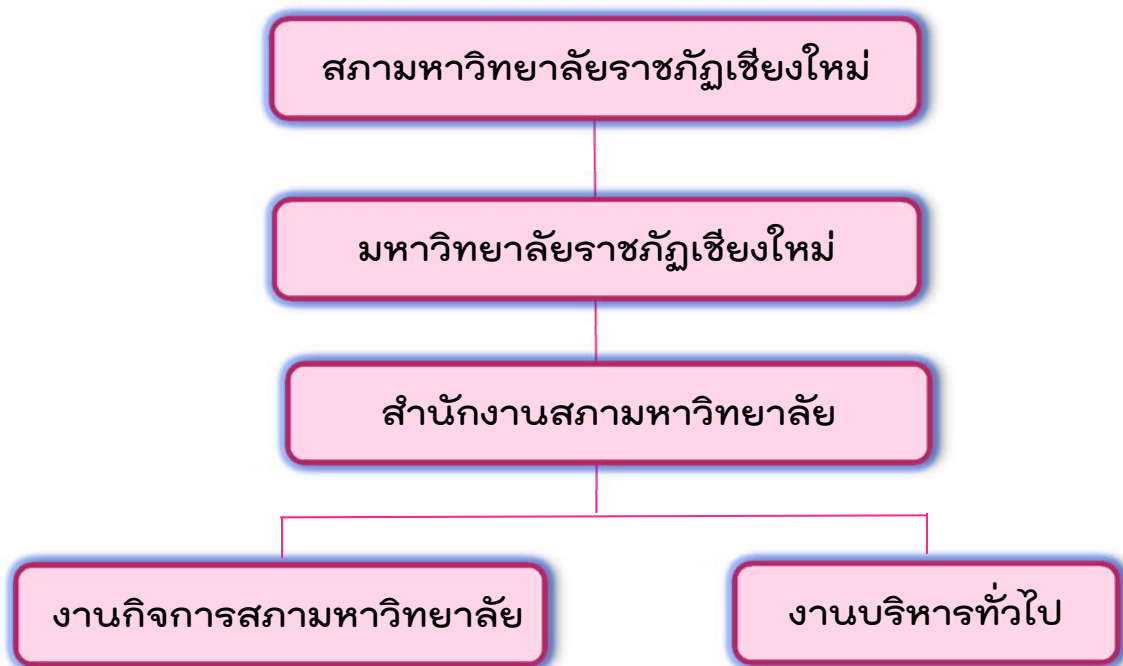 สภามหาวิทยาลัยราชภัฏเชียงใหม่
มหาวิทยาลัยราชภัฏเชียงใหม่
สำนักงานสภามหาวิทยาลัย
งานกิจการสภามหาวิทยาลัย
งานบริหารทั่วไป